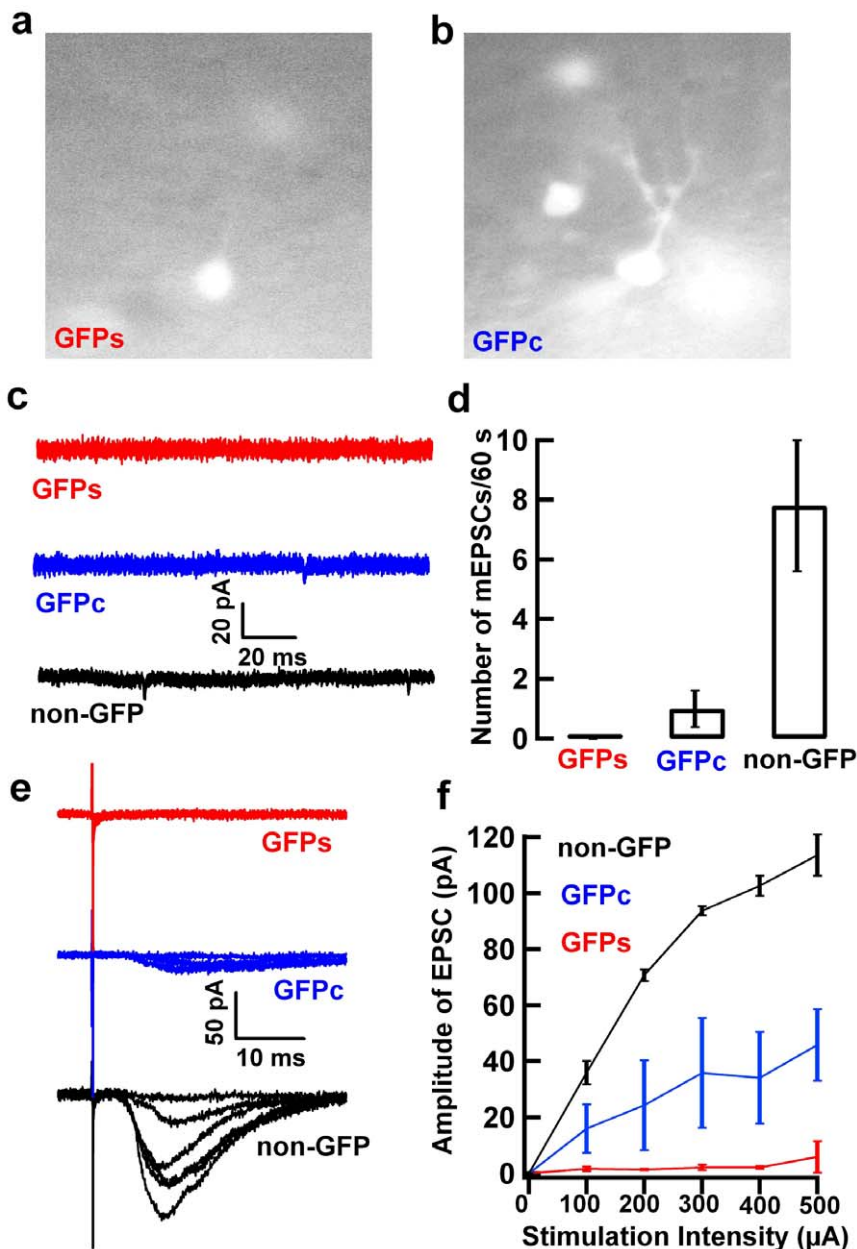 a
GFPs
b
GFPc
c
GFPs
GFPc
20 pA
20 ms
non-GFP
d
Number of mEPSCs/60 s
10
8
6
4
2
0
GFPs GFPc non-GFP
e
GFPs
GFPc
50 pA
10 ms
non-GFP
f
Amplitude of EPSC (pA)
120
100
80
60
40
20
0
non-GFP
GFPc
GFPs
0 100 200 300 400 500
Stimulation Intensity (µA)